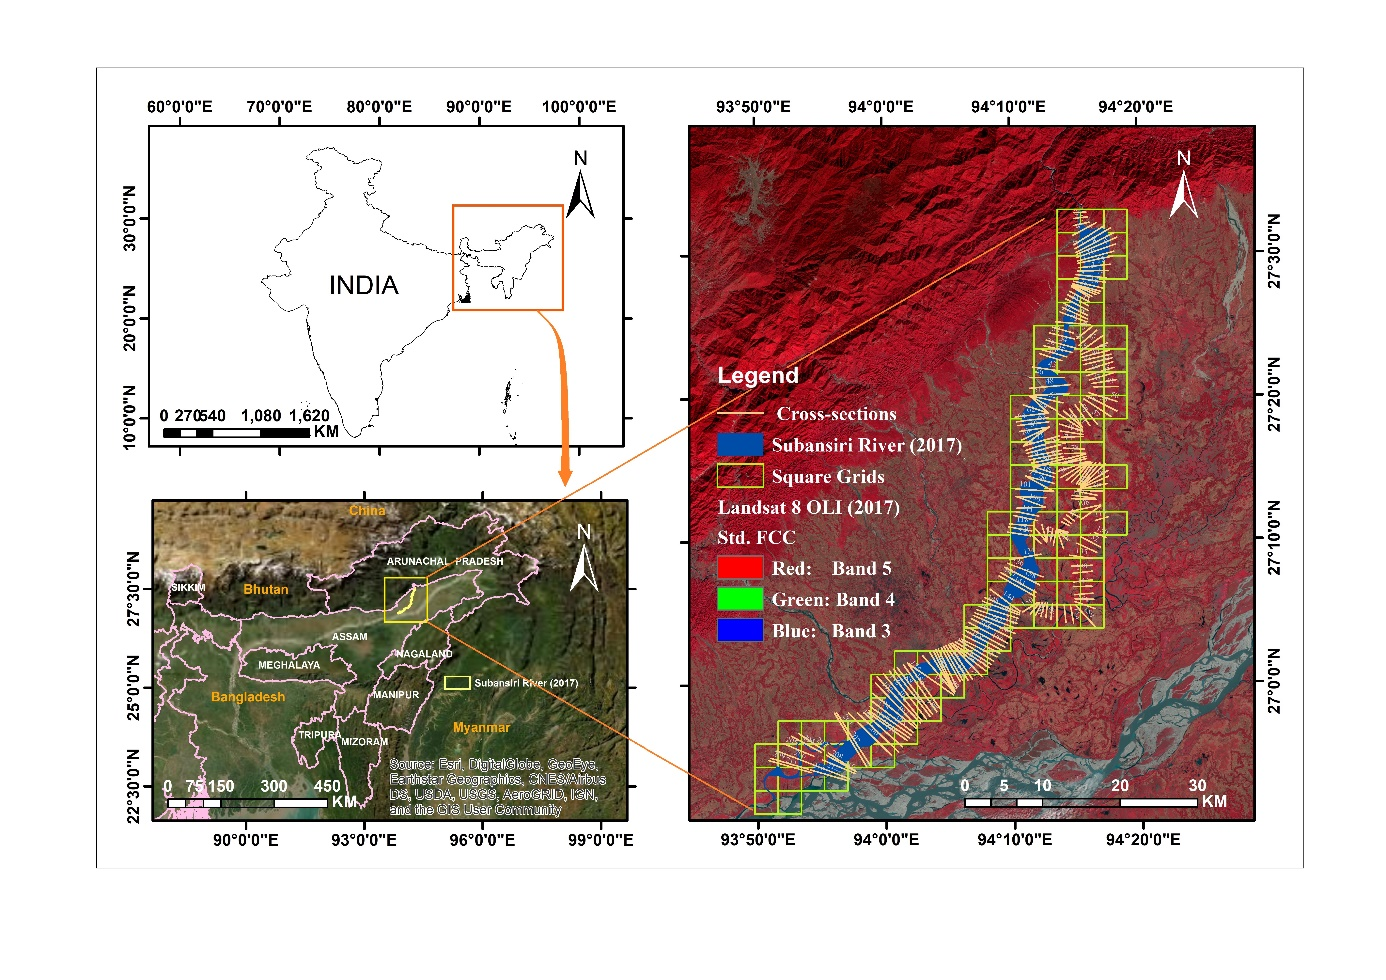 60°0'0"E 70°0'0"E 80°0'0"E 90°0'0"E 100°0'0"E
30°0'0"N
20°0'0"N
10°0'0"N
N
INDIA
0 270 540 1,080 1,620
KM
China
N
ARUNACHAL PRADESH
SIKKIM
Bhutan
ASSAM
NAGALAND
MEGHALAYA
Subansiri River (2017)
Bangladesh
MANIPUR
TRIPURA
MIZORAM
Myanmar
Source: Esri, DigitalGlobe, GeoEye,
Earthstar Geographics, CNES/Airbus
DS, USDA, USGS, AeroGRID, IGN,
and the GIS User Community
0 75 150 300 450
KM
27°30'0"N
25°0'0"N
22°30'0"N
90°0'0"E 93°0'0"E 96°0'0"E 99°0'0"E
93°50'0"E 94°0'0"E 94°10'0"E 94°20'0"E
N
Legend
Cross-sections
Subansiri River (2017)
Square Grids
Landsat 8 OLI (2017)
Std. FCC
Red: Band 5
Green: Band 4
Blue: Band 3
27°30'0"N
27°20'0"N
27°10'0"N
27°0'0"N
0 5 10 20 30
KM
93°50'0"E 94°0'0"E 94°10'0"E 94°20'0"E